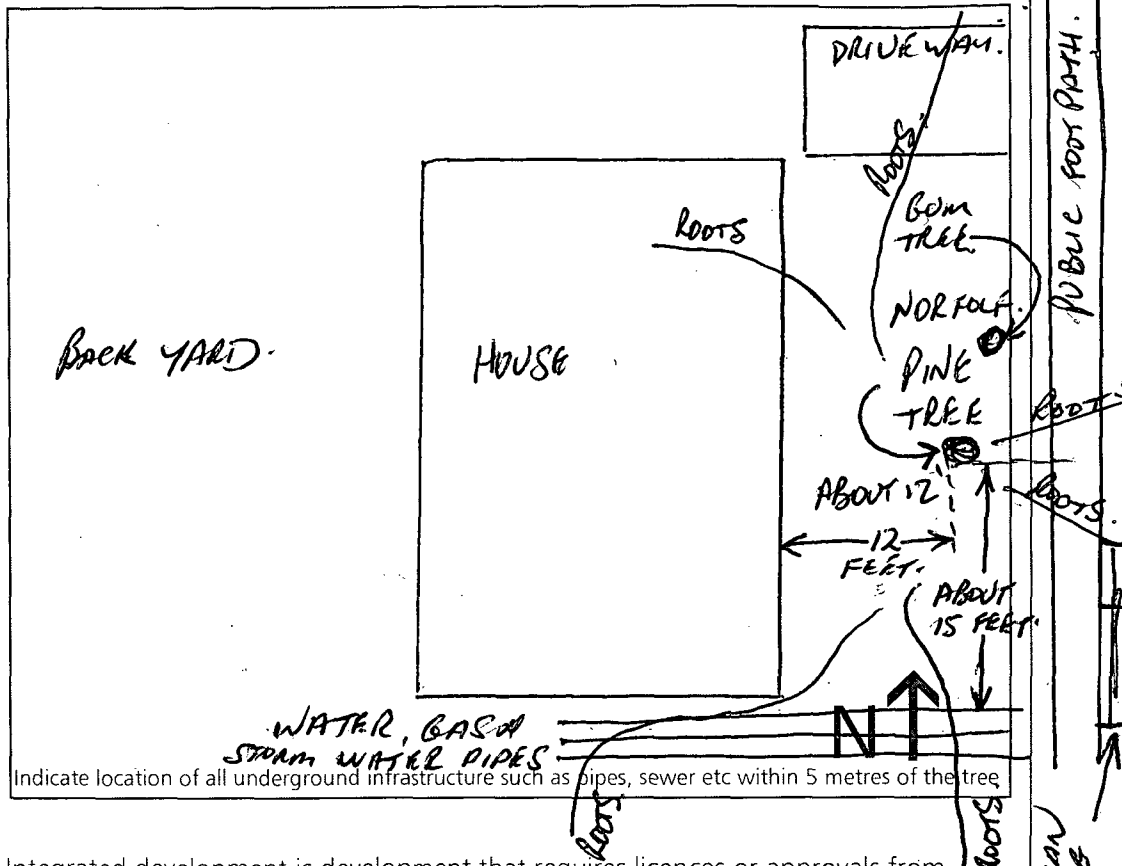 DRIVEWAY.
PUBLIC FOOTPATH.
ROOTS.
GUM
TREE
ROOTS
NORFOLK.
PINE
TREE
BACK YARD.
HOUSE
ROOTS
ABOUT 12
ROOTS.
12
FEET.
ABOUT
15 FEET.
N
WATER, GAS &
STORM WATER PIPES
Indicate location of all underground infrastructure such as pipes, sewer etc within 5 metres of the tree
ROOTS.
ROOTS
Integrated development is development that requires licences or approvals from